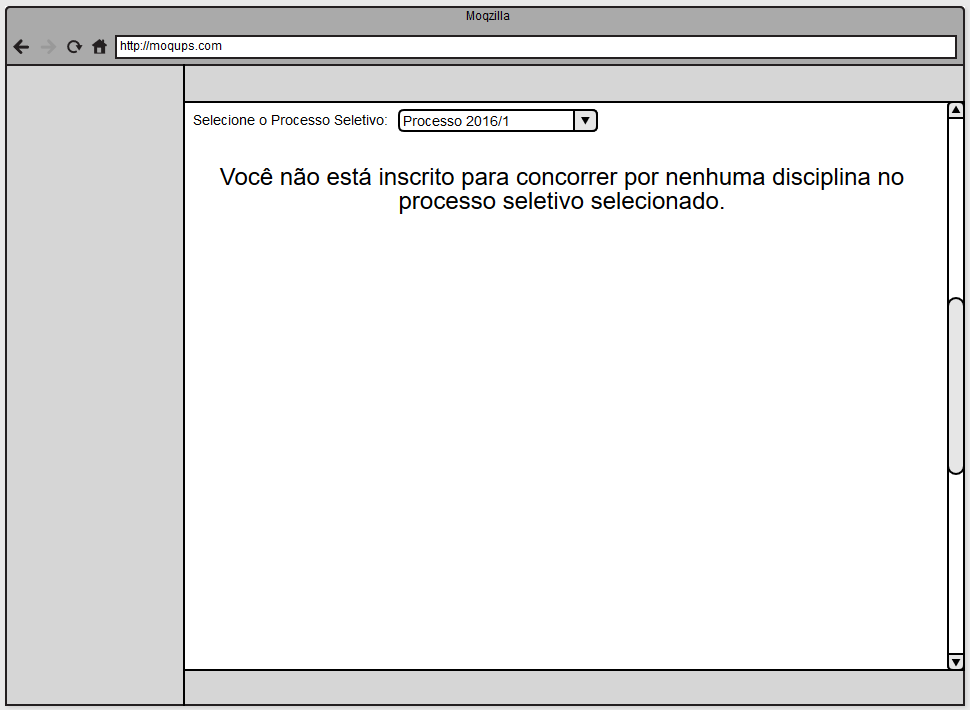 Moqzilla
http://moqups.com
Selecione o Processo Seletivo: Processo 2016/1
Você não está inscrito para concorrer por nenhuma disciplina no
processo seletivo selecionado.